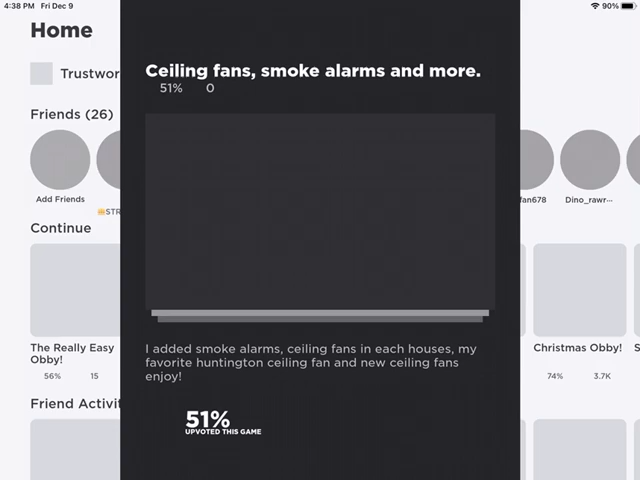 4:38 PM Fri Dec 9
90%
Home
Trustwor
Friends (26)
Add Friends
STR
fan678
Dino_rawr...
Continue
The Really Easy
Obby!
56% 15
Christmas Obby!
S
74% 3.7K
Friend Activit
Ceiling fans, smoke alarms and more.
51% 0
I added smoke alarms, ceiling fans in each houses, my
favorite huntington ceiling fan and new ceiling fans
enjoy!
51%
UPVOTED THIS GAME